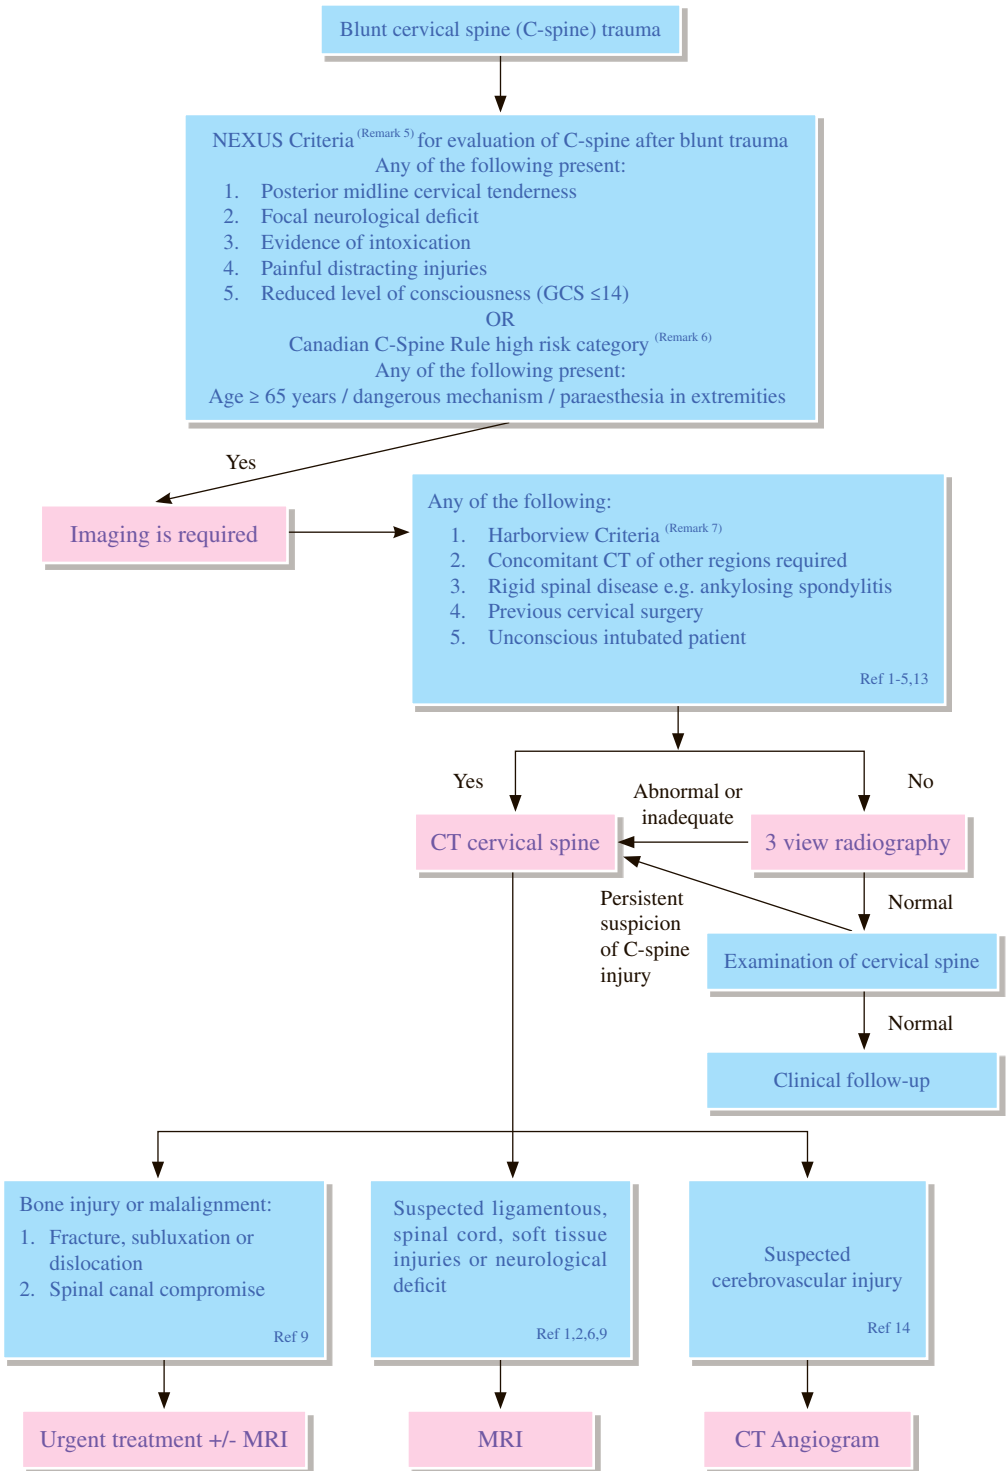 Blunt cervical spine (C-spine) trauma
NEXUS Criteria (Remark 5) for evaluation of C-spine after blunt trauma
Any of the following present:
1. Posterior midline cervical tenderness
2. Focal neurological deficit
3. Evidence of intoxication
4. Painful distracting injuries
5. Reduced level of consciousness (GCS ≤14)
OR
Canadian C-Spine Rule high risk category (Remark 6)
Any of the following present:
Age ≥ 65 years / dangerous mechanism / paraesthesia in extremities
Yes
Imaging is required
Any of the following:
1. Harborview Criteria (Remark 7)
2. Concomitant CT of other regions required
3. Rigid spinal disease e.g. ankylosing spondylitis
4. Previous cervical surgery
5. Unconscious intubated patient
Ref 1-5,13
Yes
No
Abnormal or
inadequate
CT cervical spine
3 view radiography
Normal
Persistent
suspicion
of C-spine
injury
Examination of cervical spine
Normal
Clinical follow-up
Bone injury or malalignment:
1. Fracture, subluxation or
dislocation
2. Spinal canal compromise
Ref 9
Suspected ligamentous,
spinal cord, soft tissue
injuries or neurological
deficit
Ref 1,2,6,9
Suspected
cerebrovascular injury
Ref 14
Urgent treatment +/- MRI
MRI
CT Angiogram